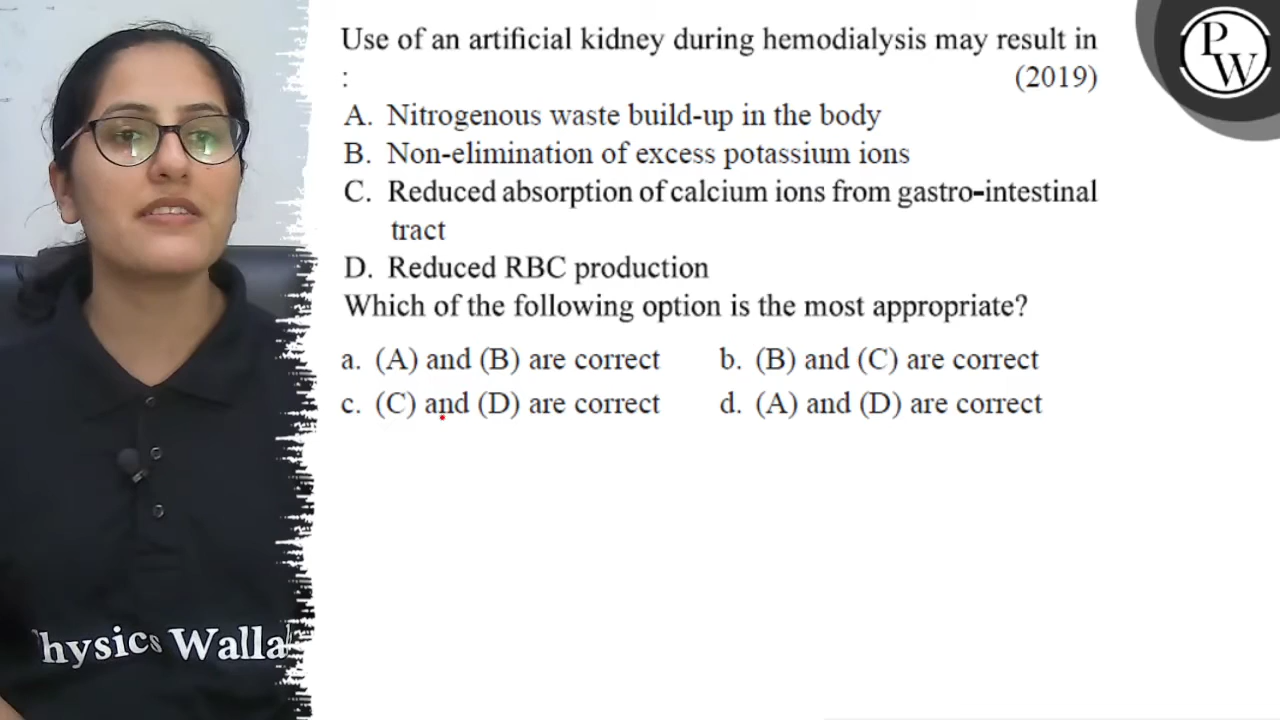 Use of an artificial kidney during hemodialysis may result in
: (2019)
A. Nitrogenous waste build-up in the body
B. Non-elimination of excess potassium ions
C. Reduced absorption of calcium ions from gastro-intestinal
tract
D. Reduced RBC production
Which of the following option is the most appropriate?
a. (A) and (B) are correct b. (B) and (C) are correct
c. (C) and (D) are correct d. (A) and (D) are correct
PW
hysics Walla